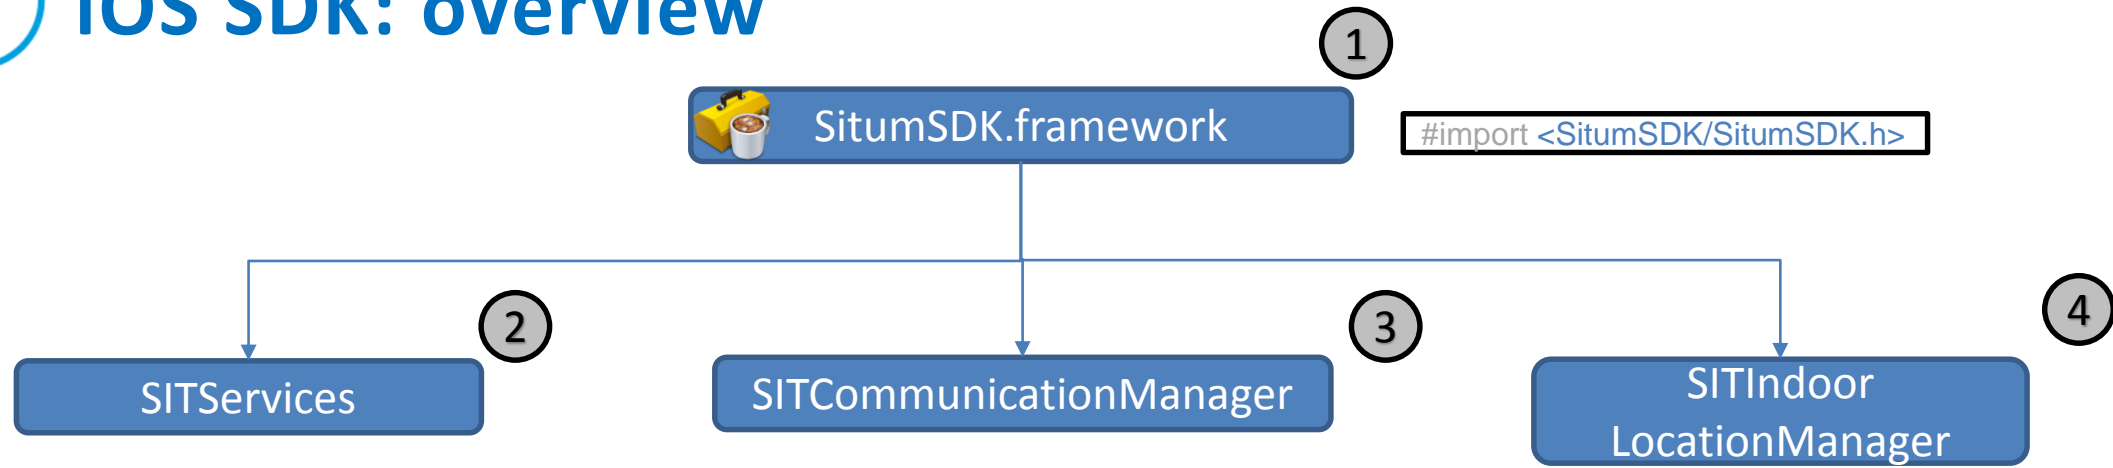 iOS SDK: overview
1
SitumSDK.framework
#import <SitumSDK/SitumSDK.h>
2
3
4
SITServices
SITCommunicationManager
SITIndoor
LocationManager